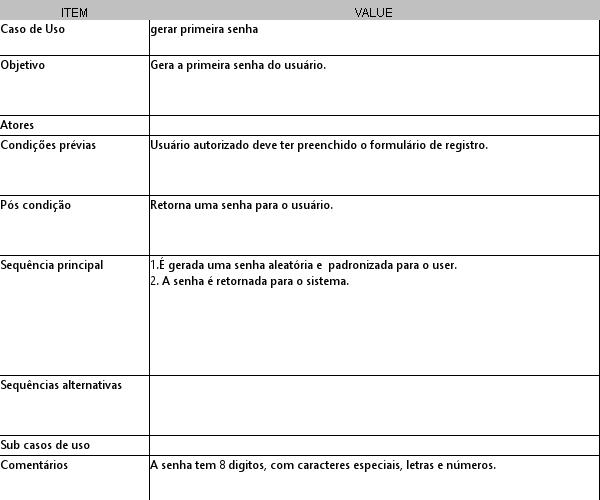 ITEM VALUE
Caso de Uso gerar primeira senha
Objetivo Gera a primeira senha do usuário.
Atores
Condições prévias Usuário autorizado deve ter preenchido o formulário de registro.
Pós condição Retorna uma senha para o usuário.
Sequência principal 1.É gerada uma senha aleatória e  padronizada para o user.
2. A senha é retornada para o sistema.
Sequências alternativas
Sub casos de uso
Comentários A senha tem 8 digitos, com caracteres especiais, letras e números.